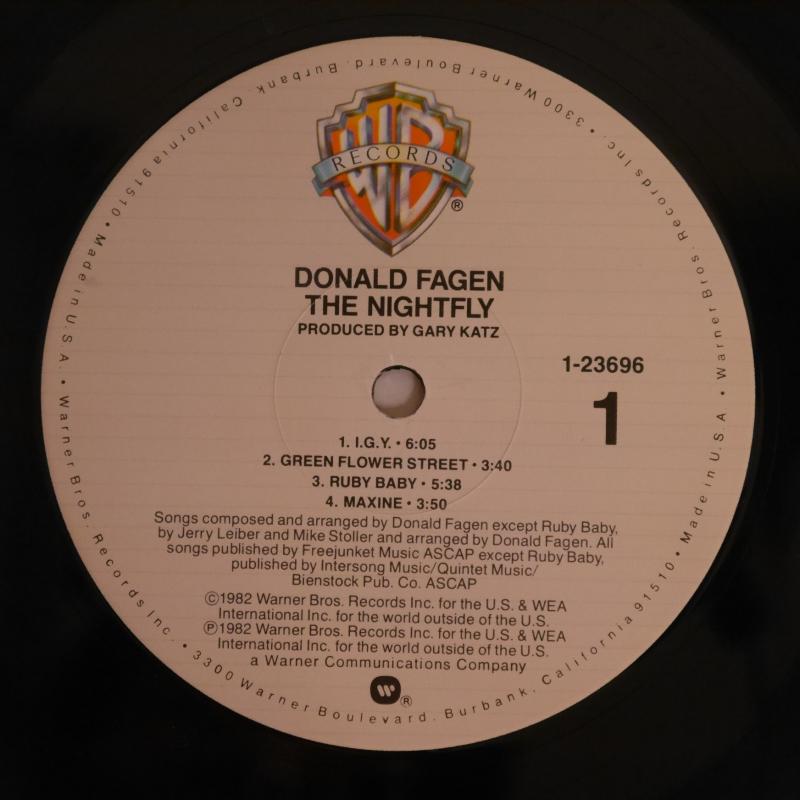 RECORDS
®
DONALD FAGEN
THE NIGHTFLY
PRODUCED BY GARY KATZ
1-23696
1
1. I.G.Y. • 6:05
2. GREEN FLOWER STREET • 3:40
3. RUBY BABY • 5:38
4. MAXINE • 3:50
Songs composed and arranged by Donald Fagen except Ruby Baby,
by Jerry Leiber and Mike Stoller and arranged by Donald Fagen. All
songs published by Freejunket Music ASCAP except Ruby Baby,
published by Intersong Music/Quintet Music/
Bienstock Pub. Co. ASCAP
©1982 Warner Bros. Records Inc. for the U.S. & WEA
International Inc. for the world outside of the U.S.
℗1982 Warner Bros. Records Inc. for the U.S. & WEA
International Inc. for the world outside of the U.S.
a Warner Communications Company
®
Made in U.S.A. • Warner Bros. Records Inc. • 3300 Warner Boulevard. Burbank, California 91510 • Made in U.S.A • Warner Bros. Records Inc. • 3300 Warner Boulevard. Burbank, California 91510 •